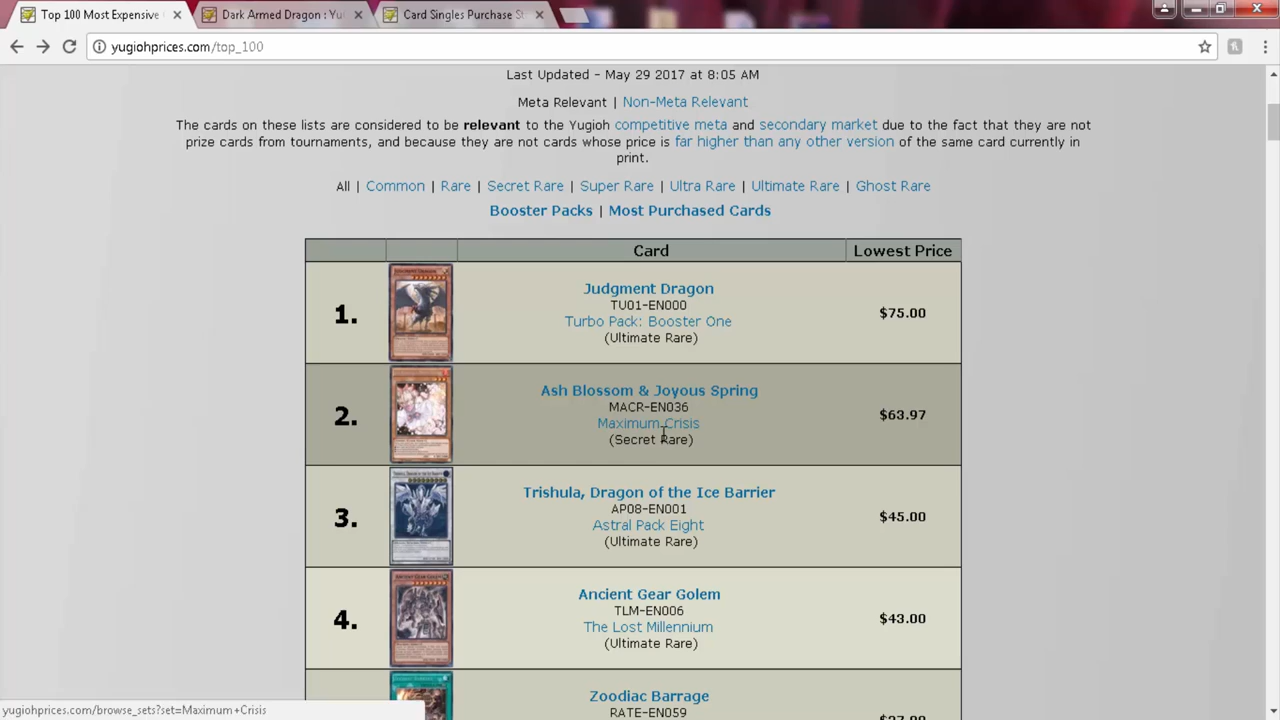 Top 100 Most Expensive
Dark Armed Dragon : Yu
Card Singles Purchase St
yugiohprices.com/top_100
Last Updated - May 29 2017 at 8:05 AM
Meta Relevant | Non-Meta Relevant
The cards on these lists are considered to be relevant to the Yugioh competitive meta and secondary market due to the fact that they are not
prize cards from tournaments, and because they are not cards whose price is far higher than any other version of the same card currently in
print.
All | Common | Rare | Secret Rare | Super Rare | Ultra Rare | Ultimate Rare | Ghost Rare
Booster Packs | Most Purchased Cards
Card Lowest Price
Judgment Dragon
TU01-EN000
1. $75.00
Turbo Pack: Booster One
(Ultimate Rare)
Ash Blossom & Joyous Spring
MACR-EN036
2. $63.97
Maximum Crisis
(Secret Rare)
Trishula, Dragon of the Ice Barrier
AP08-EN001
3. $45.00
Astral Pack Eight
(Ultimate Rare)
Ancient Gear Golem
TLM-EN006
4. $43.00
The Lost Millennium
(Ultimate Rare)
Zoodiac Barrage
RATE-EN059
yugiohprices.com/browse_sets?set=Maximum+Crisis